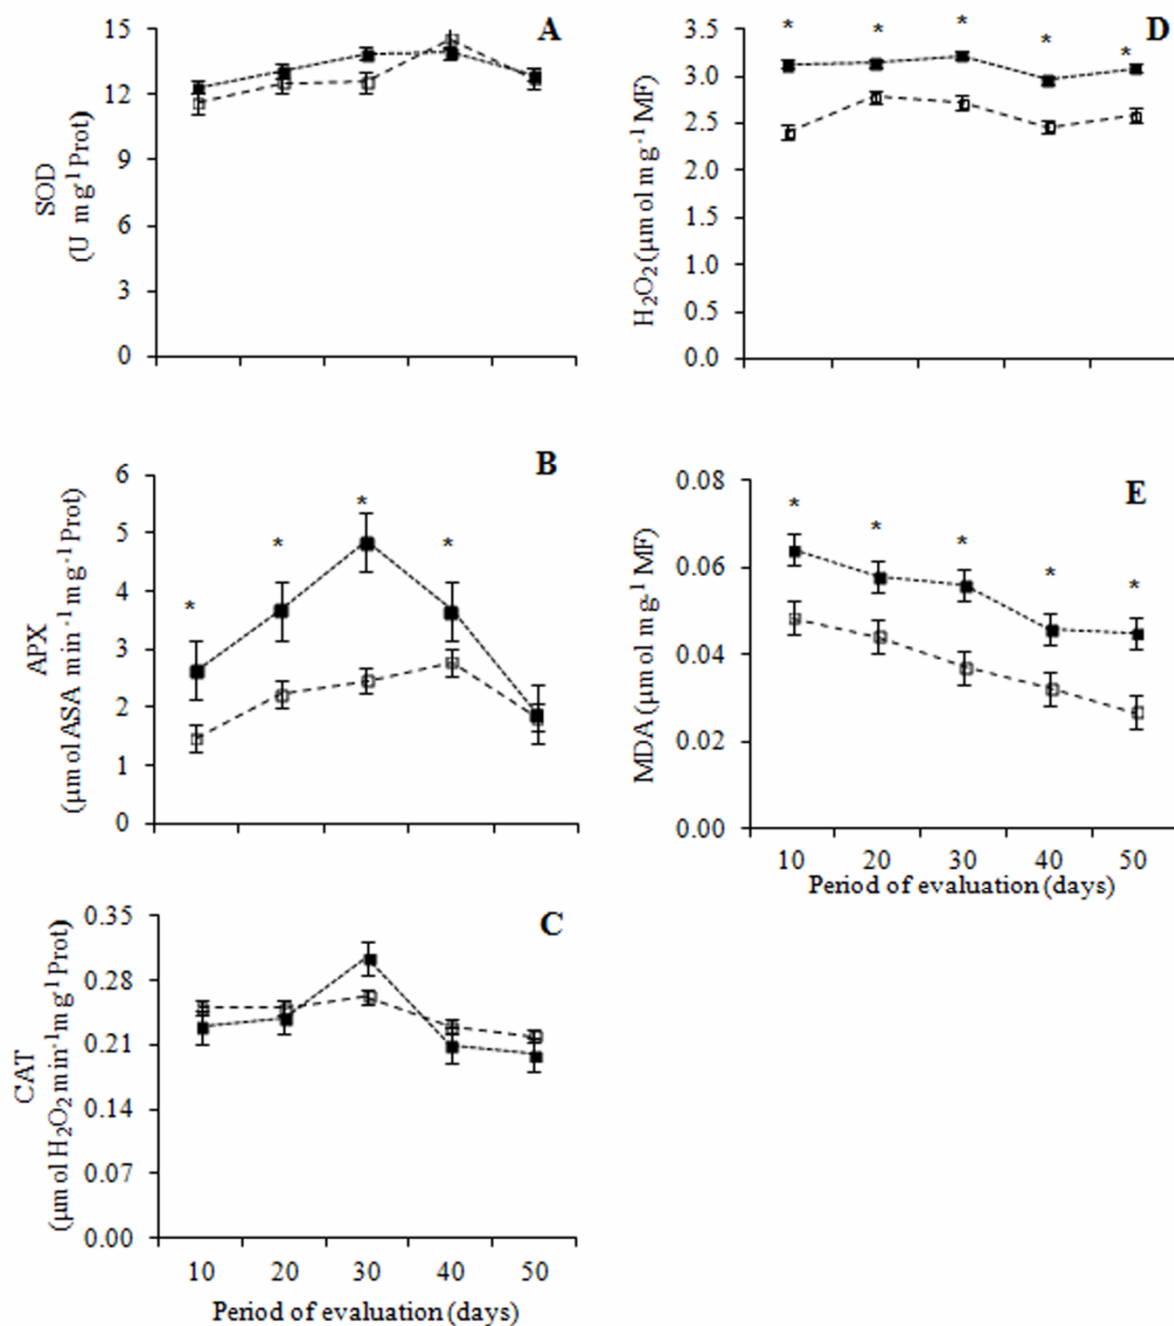 A
15
12
9
6
3
0
SOD
(U mg⁻¹ Prot)
D
* * * * *
3.5
3.0
2.5
2.0
1.5
1.0
0.5
0.0
H₂O₂ (μmol mg⁻¹ MF)
B
* * * *
6
5
4
3
2
1
0
APX
(μmol ASA min⁻¹ mg⁻¹ Prot)
E
* * * * *
0.08
0.06
0.04
0.02
0.00
MDA (μmol mg⁻¹ MF)
10 20 30 40 50
Period of evaluation (days)
C
0.35
0.28
0.21
0.14
0.07
0.00
CAT
(μmol H₂O₂ min⁻¹ mg⁻¹ Prot)
10 20 30 40 50
Period of evaluation (days)